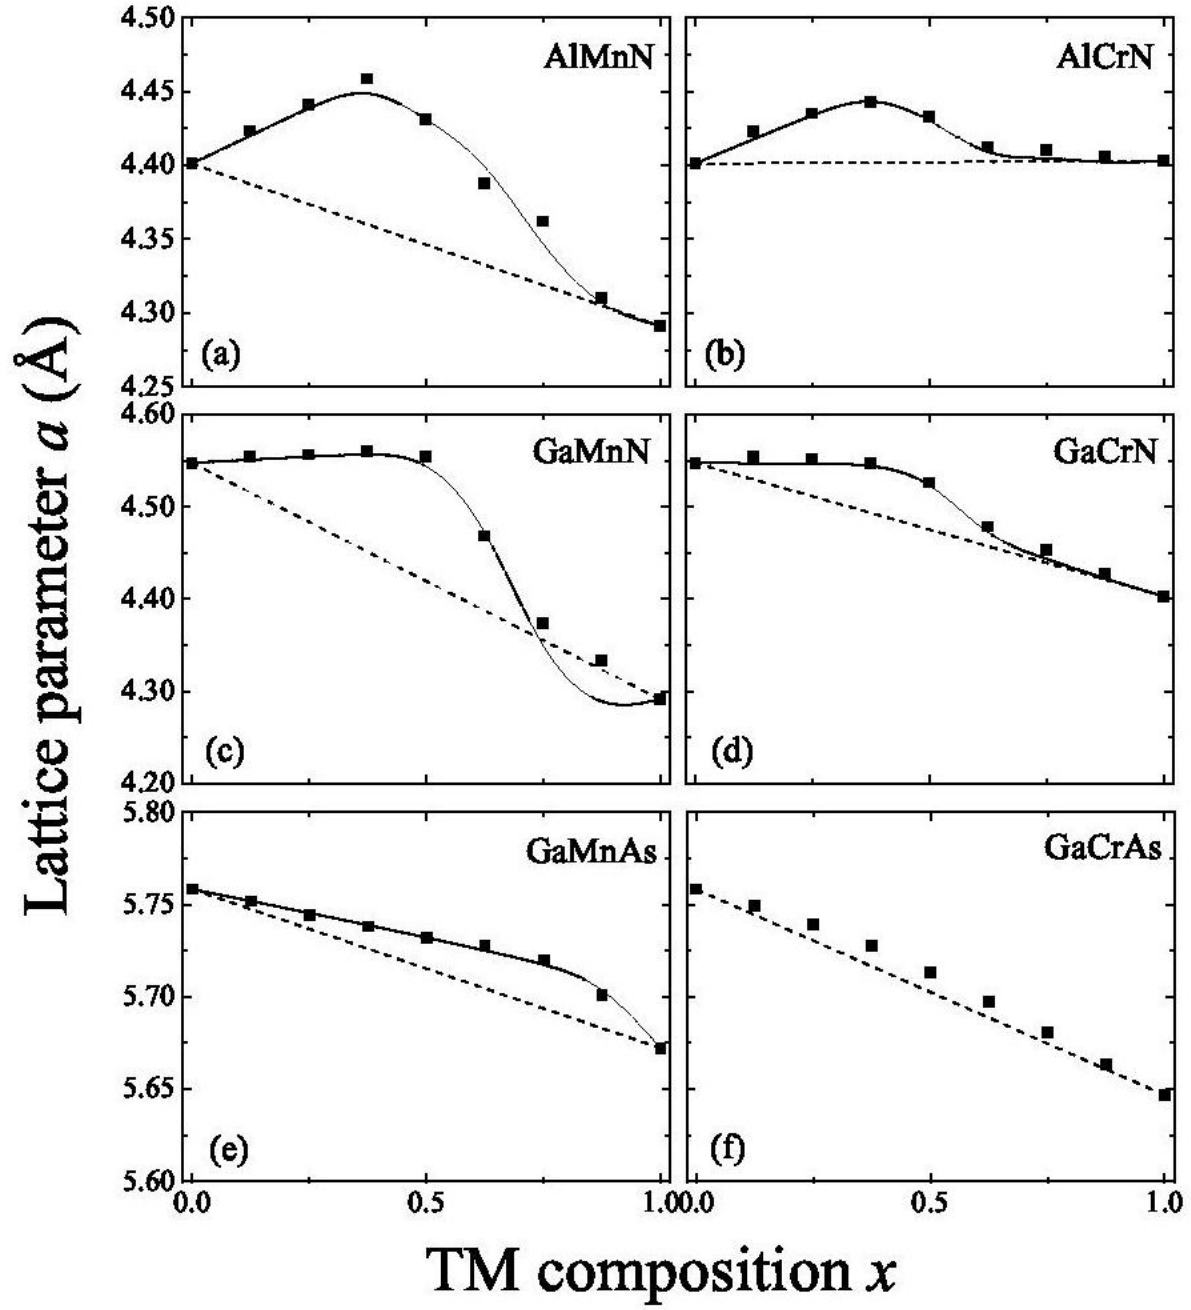 Lattice parameter a (Å)
4.50
4.45
4.40
4.35
4.30
4.25
AlMnN
(a)
AlCrN
(b)
4.60
4.50
4.40
4.30
4.20
GaMnN
(c)
GaCrN
(d)
5.80
5.75
5.70
5.65
5.60
GaMnAs
(e)
GaCrAs
(f)
0.0 0.5 1.0 0.0 0.5 1.0
TM composition x